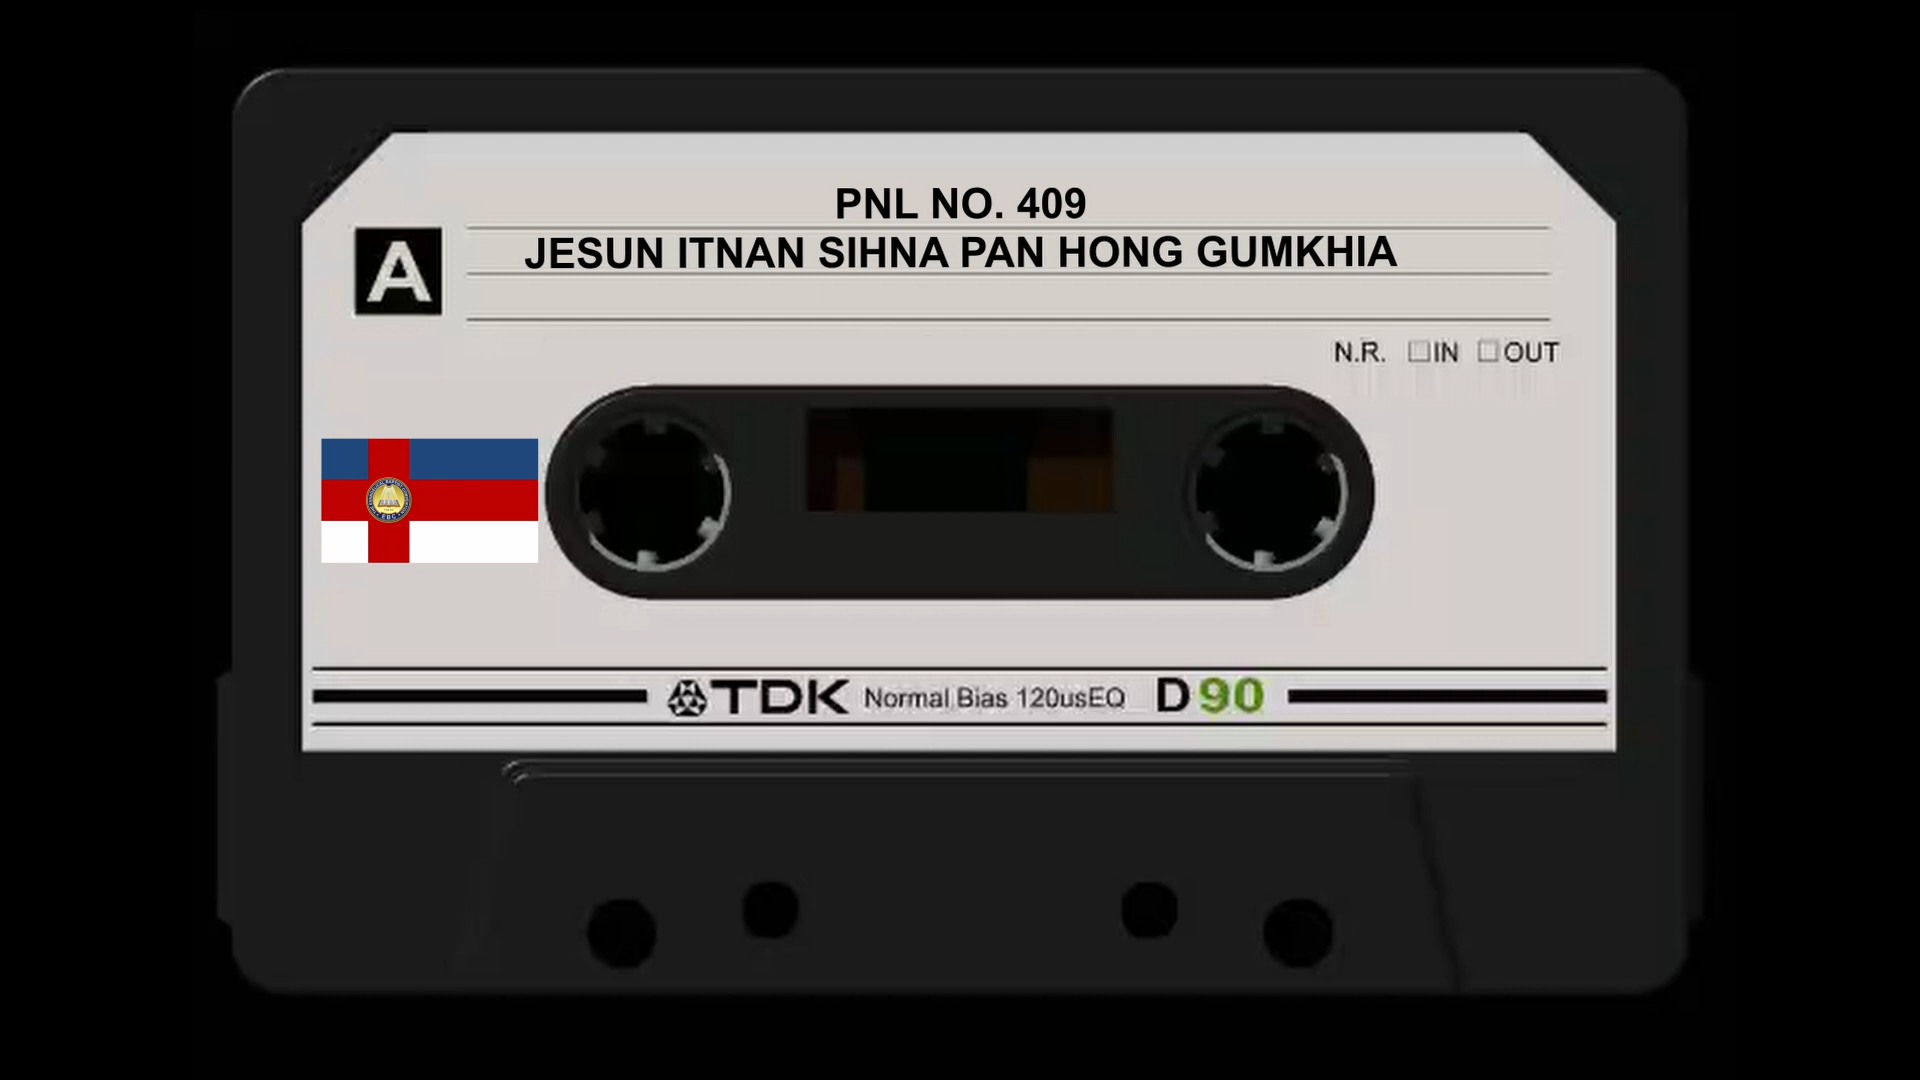 PNL NO. 409
JESUN ITNAN SIHNA PAN HONG GUMKHIA
A
N.R. IN OUT
TDK Normal Bias 120usEQ D90